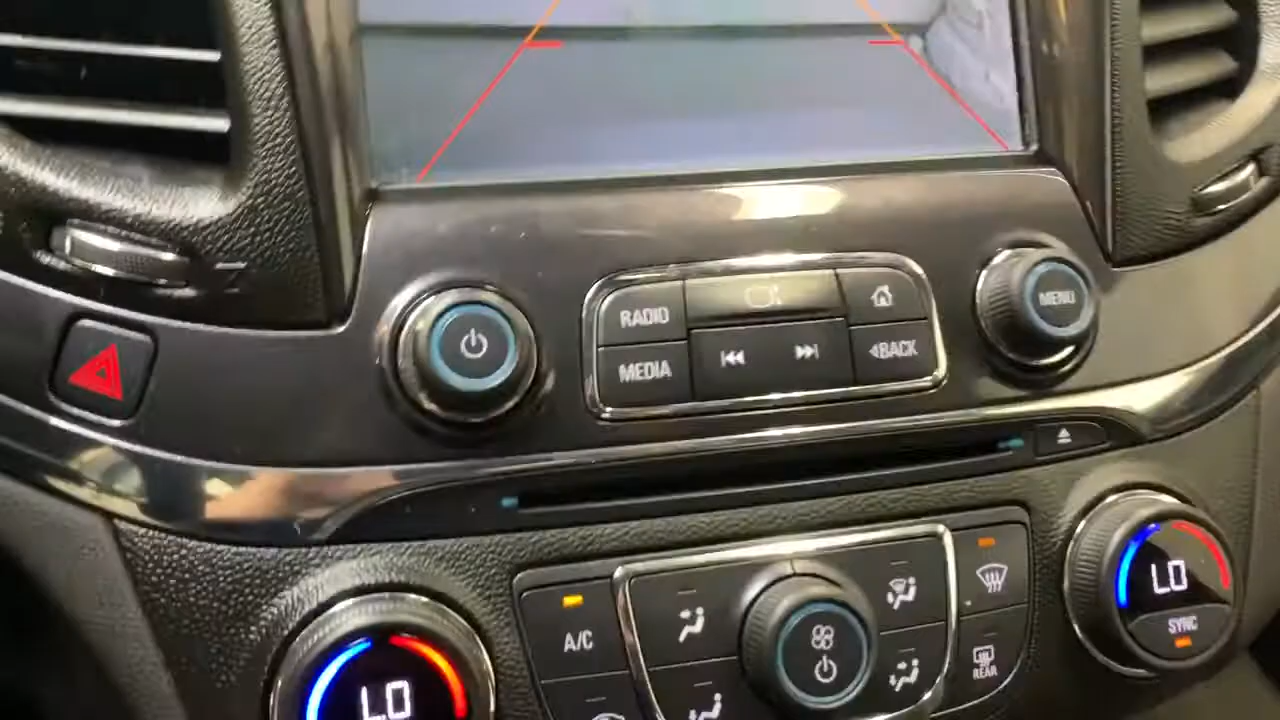 RADIO
MENU
MEDIA
BACK
A/C
LO
SYNC
REAR
LO